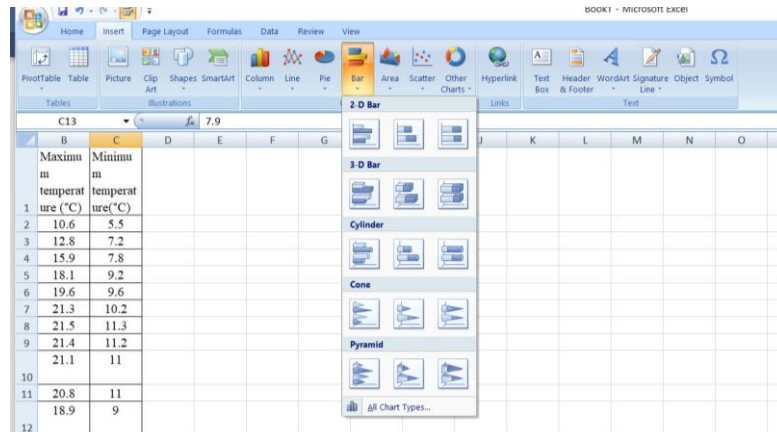 Book1 - Microsoft Excel
Home Insert Page Layout Formulas Data Review View
PivotTable Table Picture Clip Art Shapes SmartArt Column Line Pie Bar Area Scatter Other Charts Hyperlink Text Box Header & Footer WordArt Signature Line Object Symbol
Tables Illustrations Links Text
C13 fx 7.9
2-D Bar
3-D Bar
Cylinder
Cone
Pyramid
All Chart Types...
B C D E F G J K L M N O
1 Maximu Minimu
m m
temperat temperat
ure (°C) ure(°C)
2 10.6 5.5
3 12.8 7.2
4 15.9 7.8
5 18.1 9.2
6 19.6 9.6
7 21.3 10.2
8 21.5 11.3
9 21.4 11.2
10 21.1 11
11 20.8 11
12 18.9 9